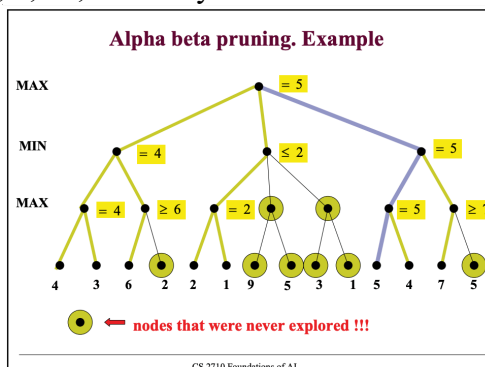 Alpha beta pruning. Example
MAX
= 5
MIN
= 4
≤ 2
= 5
MAX
= 4
≥ 6
= 2
= 5
≥
4 3 6 2 2 1 9 5 3 1 5 4 7 5
nodes that were never explored !!!
CS 2710 Foundations of AI